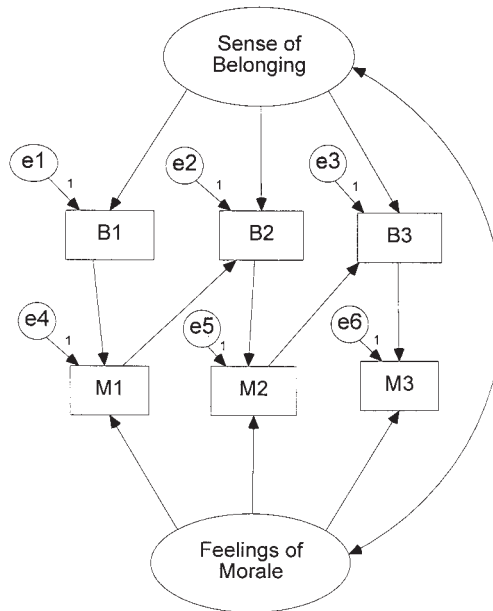 Sense of
Belonging
e1
1
e2
1
e3
1
B1
B2
B3
e4
1
e5
1
e6
1
M1
M2
M3
Feelings of
Morale